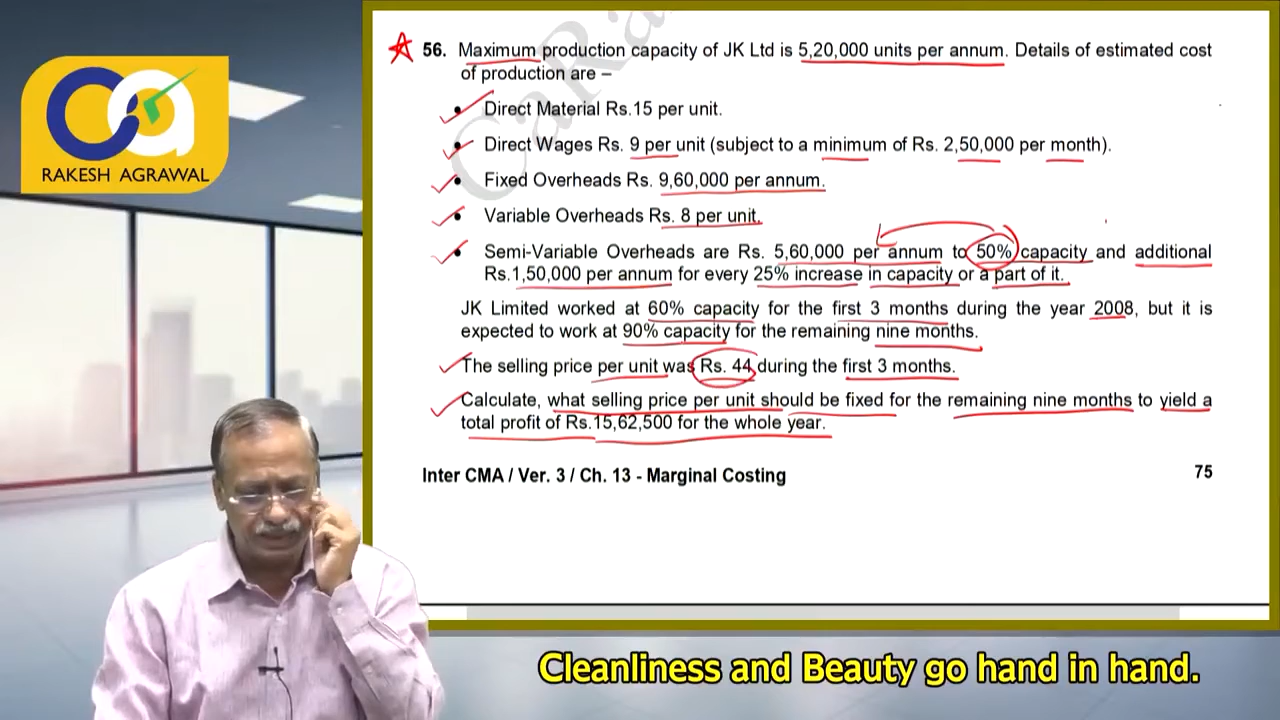 RAKESH AGRAWAL
CaRa
56. Maximum production capacity of JK Ltd is 5,20,000 units per annum. Details of estimated cost
of production are –
• Direct Material Rs.15 per unit.
• Direct Wages Rs. 9 per unit (subject to a minimum of Rs. 2,50,000 per month).
• Fixed Overheads Rs. 9,60,000 per annum.
• Variable Overheads Rs. 8 per unit.
• Semi-Variable Overheads are Rs. 5,60,000 per annum to 50% capacity and additional
Rs.1,50,000 per annum for every 25% increase in capacity or a part of it.
JK Limited worked at 60% capacity for the first 3 months during the year 2008, but it is
expected to work at 90% capacity for the remaining nine months.
The selling price per unit was Rs. 44 during the first 3 months.
Calculate, what selling price per unit should be fixed for the remaining nine months to yield a
total profit of Rs.15,62,500 for the whole year.
Inter CMA / Ver. 3 / Ch. 13 - Marginal Costing 75
Cleanliness and Beauty go hand in hand.